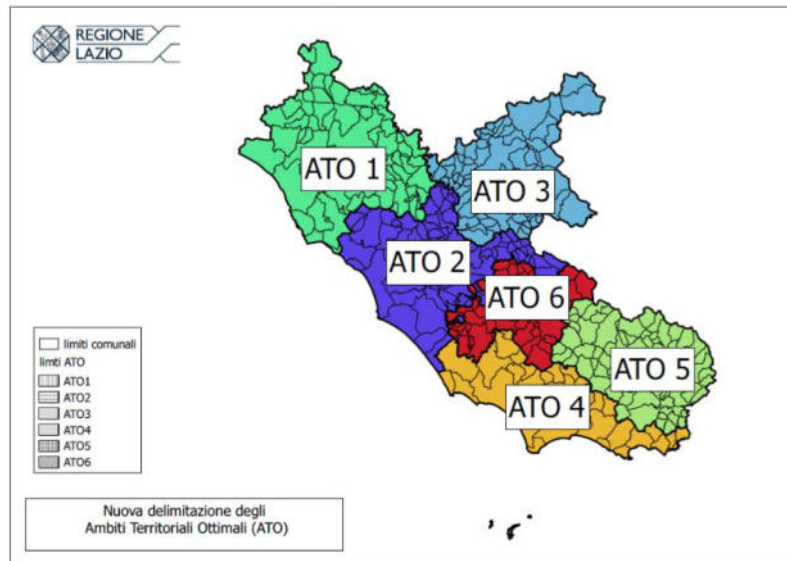 REGIONE
LAZIO
ATO 1
ATO 3
ATO 2
ATO 6
ATO 5
ATO 4
limiti comunali
limti ATO
ATO1
ATO2
ATO3
ATO4
ATO5
ATO6
Nuova delimitazione degli
Ambiti Territoriali Ottimali (ATO)